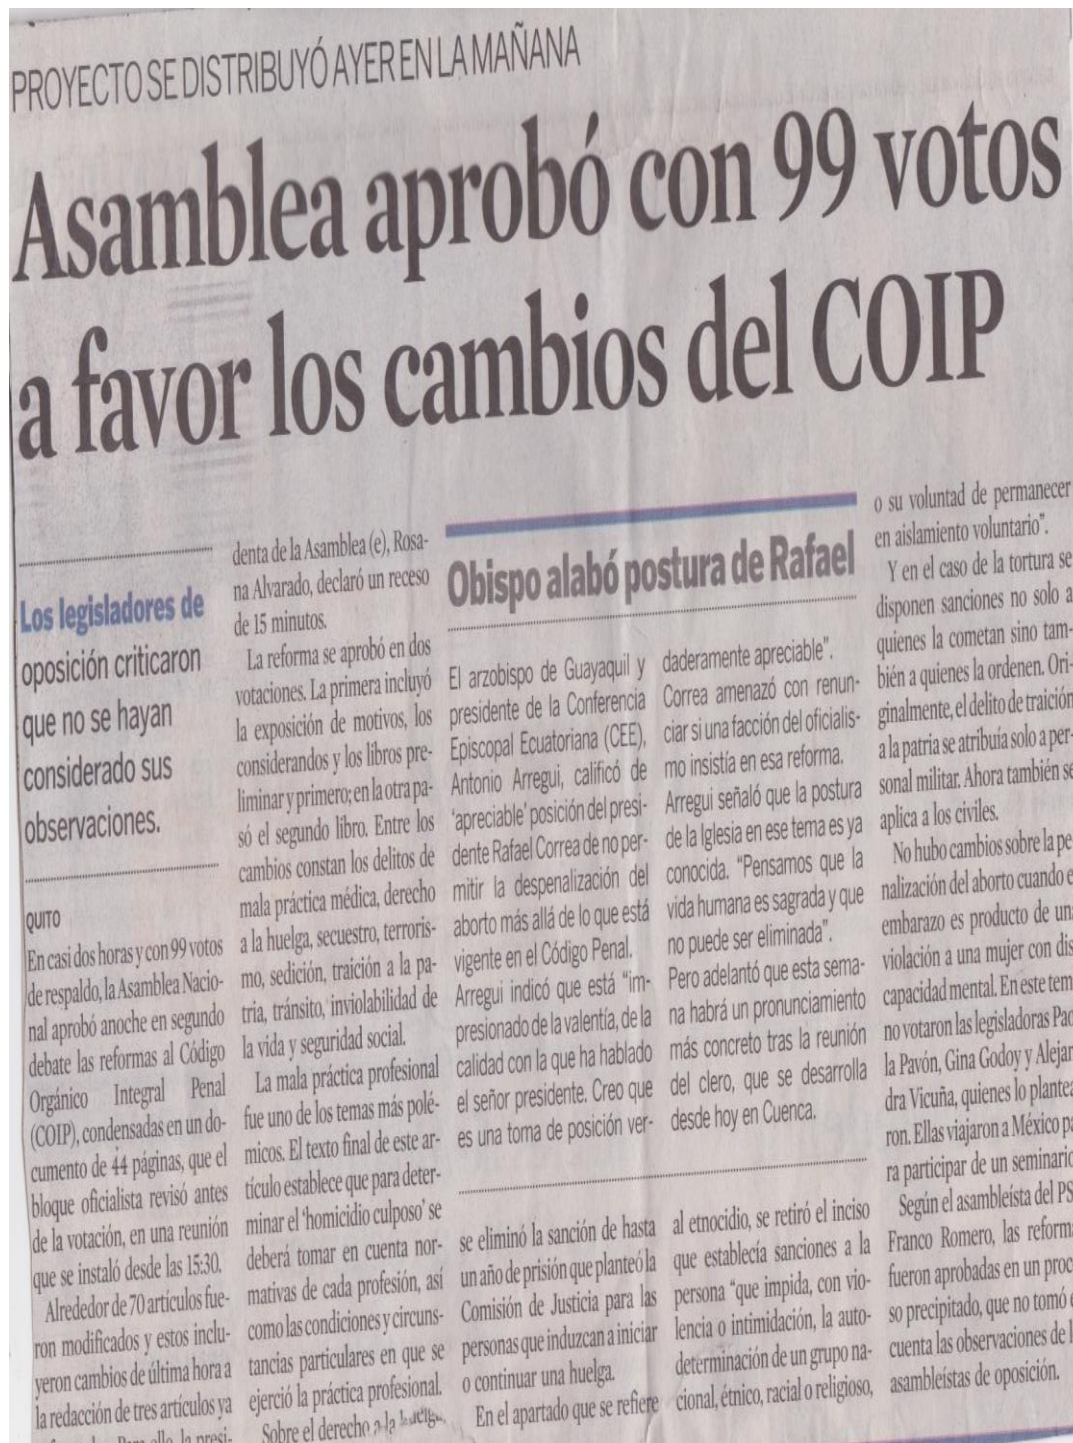 PROYECTO SE DISTRIBUYÓ AYER EN LA MAÑANA
Asamblea aprobó con 99 votos
a favor los cambios del COIP
Los legisladores de
oposición criticaron
que no se hayan
considerado sus
observaciones.
QUITO
En casi dos horas y con 99 votos
de respaldo, la Asamblea Nacio-
nal aprobó anoche en segundo
debate las reformas al Código
Orgánico Integral Penal
(COIP), condensadas en un do-
cumento de 44 páginas, que el
bloque oficialista revisó antes
de la votación, en una reunión
que se instaló desde las 15:30.
Alrededor de 70 artículos fue-
ron modificados y estos inclu-
yeron cambios de última hora a
la redacción de tres artículos ya
Para ello, la presi-
denta de la Asamblea (e), Rosa-
na Alvarado, declaró un receso
de 15 minutos.
La reforma se aprobó en dos
votaciones. La primera incluyó
la exposición de motivos, los
considerandos y los libros pre-
liminar y primero; en la otra pa-
só el segundo libro. Entre los
cambios constan los delitos de
mala práctica médica, derecho
a la huelga, secuestro, terroris-
mo, sedición, traición a la pa-
tria, tránsito, inviolabilidad de
la vida y seguridad social.
La mala práctica profesional
fue uno de los temas más polé-
micos. El texto final de este ar-
tículo establece que para deter-
minar el ‘homicidio culposo’ se
deberá tomar en cuenta nor-
mativas de cada profesión, así
como las condiciones y circuns-
tancias particulares en que se
ejerció la práctica profesional.
Sobre el derecho a la huelga,
Obispo alabó postura de Rafael
El arzobispo de Guayaquil y
presidente de la Conferencia
Episcopal Ecuatoriana (CEE),
Antonio Arregui, calificó de
‘apreciable’ posición del presi-
dente Rafael Correa de no per-
mitir la despenalización del
aborto más allá de lo que está
vigente en el Código Penal.
Arregui indicó que está “im-
presionado de la valentía, de la
calidad con la que ha hablado
el señor presidente. Creo que
es una toma de posición ver-
daderamente apreciable”.
Correa amenazó con renun-
ciar si una facción del oficialis-
mo insistía en esa reforma.
Arregui señaló que la postura
de la Iglesia en ese tema es ya
conocida. “Pensamos que la
vida humana es sagrada y que
no puede ser eliminada”.
Pero adelantó que esta sema-
na habrá un pronunciamiento
más concreto tras la reunión
del clero, que se desarrolla
desde hoy en Cuenca.
se eliminó la sanción de hasta
un año de prisión que planteó la
Comisión de Justicia para las
personas que induzcan a iniciar
o continuar una huelga.
En el apartado que se refiere
al etnocidio, se retiró el inciso
que establecía sanciones a la
persona “que impida, con vio-
lencia o intimidación, la auto-
determinación de un grupo na-
cional, étnico, racial o religioso,
o su voluntad de permanecer
en aislamiento voluntario”.
Y en el caso de la tortura se
disponen sanciones no solo a
quienes la cometan sino tam-
bién a quienes la ordenen. Ori-
ginalmente, el delito de traición
a la patria se atribuía solo a per-
sonal militar. Ahora también se
aplica a los civiles.
No hubo cambios sobre la pe-
nalización del aborto cuando e
embarazo es producto de una
violación a una mujer con dis
capacidad mental. En este tem
no votaron las legisladoras Pao
la Pavón, Gina Godoy y Alejan
dra Vicuña, quienes lo plantea
ron. Ellas viajaron a México pa
ra participar de un seminario
Según el asambleísta del PS
Franco Romero, las reforma
fueron aprobadas en un proc
so precipitado, que no tomó e
cuenta las observaciones de l
asambleístas de oposición.